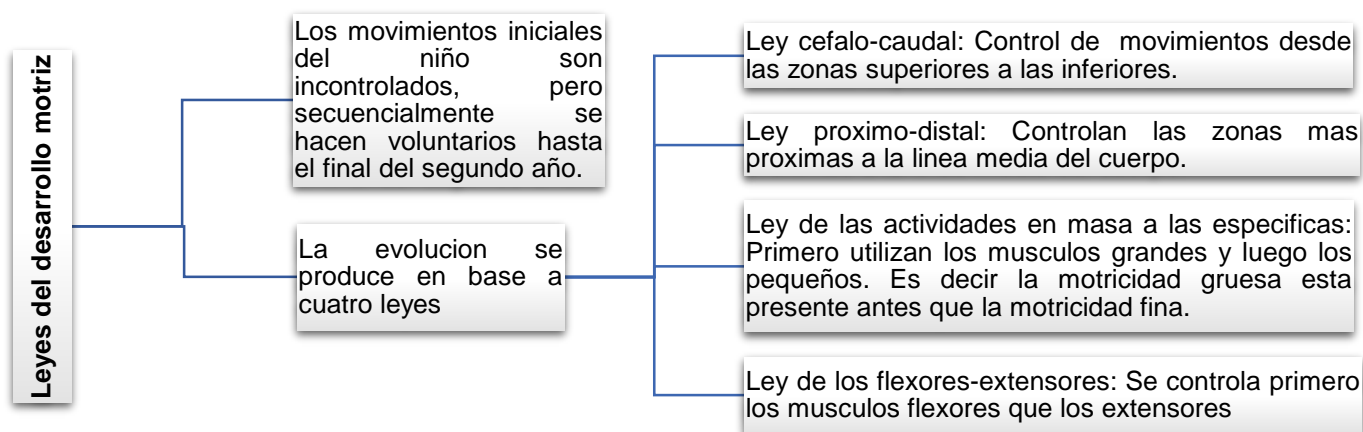 Leyes del desarrollo motriz
Los movimientos iniciales
del niño son
incontrolados, pero
secuencialmente se
hacen voluntarios hasta
el final del segundo año.
La evolucion se
produce en base a
cuatro leyes
Ley cefalo-caudal: Control de movimientos desde
las zonas superiores a las inferiores.
Ley proximo-distal: Controlan las zonas mas
proximas a la linea media del cuerpo.
Ley de las actividades en masa a las especificas:
Primero utilizan los musculos grandes y luego los
pequeños. Es decir la motricidad gruesa esta
presente antes que la motricidad fina.
Ley de los flexores-extensores: Se controla primero
los musculos flexores que los extensores